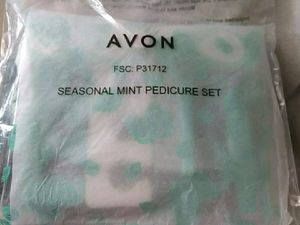 AVON
FSC: P31712
SEASONAL MINT PEDICURE SET